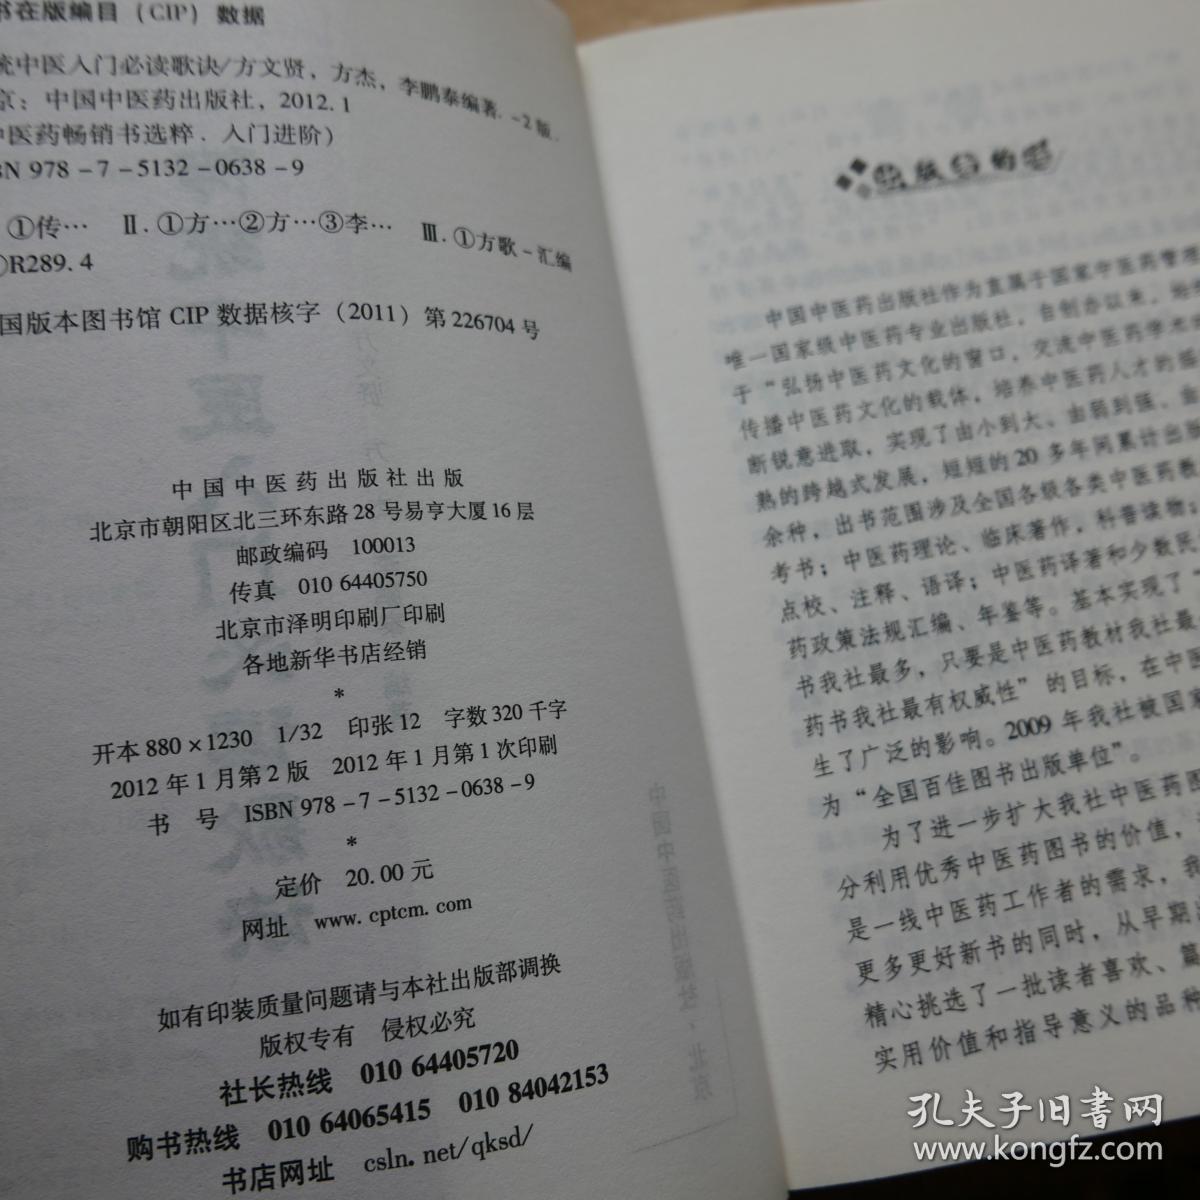 书在版编目（CIP）数据
统中医入门必读歌诀/方文贤，方杰，李鹏泰编著. -2版.
京：中国中医药出版社，2012.1
中医药畅销书选粹．入门进阶）
BN 978-7-5132-0638-9
①传… Ⅱ.①方…②方…③李… Ⅲ.①方歌-汇编
R289.4
国版本图书馆 CIP 数据核字（2011）第 226704 号
中国中医药出版社出版
北京市朝阳区北三环东路 28 号易亨大厦 16 层
邮政编码 100013
传真 010 64405750
北京市泽明印刷厂印刷
各地新华书店经销
*
开本 880×1230 1/32 印张 12 字数 320 千字
2012 年 1 月第 2 版 2012 年 1 月第 1 次印刷
书 号 ISBN 978-7-5132-0638-9
*
定价 20.00 元
网址 www.cptcm.com
如有印装质量问题请与本社出版部调换
版权专有 侵权必究
社长热线 010 64405720
购书热线 010 64065415 010 84042153
书店网址 csln.net/qksd/
出版者的话
中国中医药出版社作为直属于国家中医药管理
唯一国家级中医药专业出版社，自创办以来，始终
于“弘扬中医药文化的窗口，交流中医药学术的
传播中医药文化的载体，培养中医药人才的摇
断锐意进取，实现了由小到大、由弱到强、金
熟的跨越式发展，短短的 20 多年间累计出版
余种，出书范围涉及全国各级各类中医药教
考书；中医药理论、临床著作，科普读物；
点校、注释、语译；中医药译著和少数民
药政策法规汇编、年鉴等。基本实现了“
书我社最多，只要是中医药教材我社最
药书我社最有权威性”的目标，在中医
生了广泛的影响。2009 年我社被国家
为“全国百佳图书出版单位”。
为了进一步扩大我社中医药图
分利用优秀中医药图书的价值，
是一线中医药工作者的需求，我
更多更好新书的同时，从早期出
精心挑选了一批读者喜欢、篇
实用价值和指导意义的品种
孔夫子旧书网
www.kongfz.com